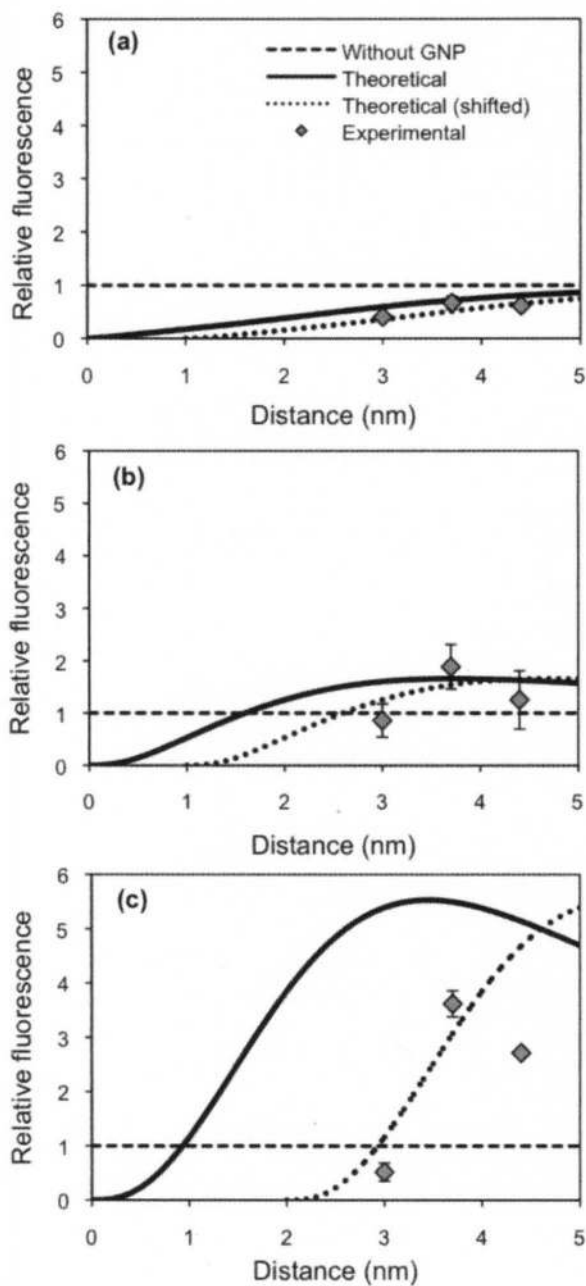 (a)
Without GNP
Theoretical
Theoretical (shifted)
Experimental
6
5
4
3
2
1
0
Relative fluorescence
0 1 2 3 4 5
Distance (nm)
(b)
6
5
4
3
2
1
0
Relative fluorescence
0 1 2 3 4 5
Distance (nm)
(c)
6
5
4
3
2
1
0
Relative fluorescence
0 1 2 3 4 5
Distance (nm)